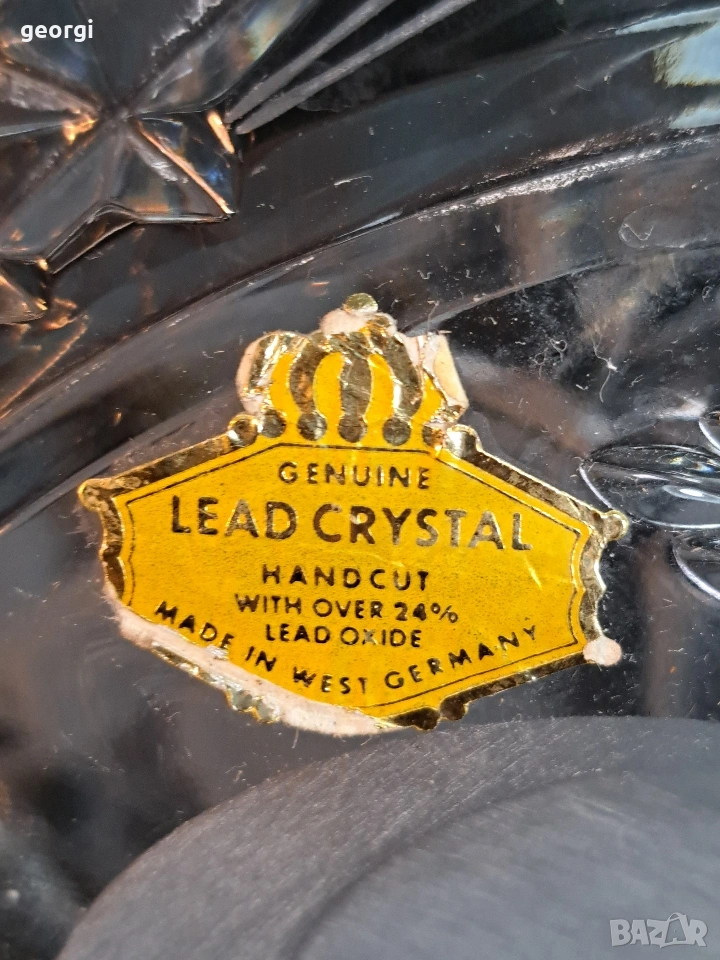 georgi
GENUINE
LEAD CRYSTAL
HANDCUT
WITH OVER 24%
LEAD OXIDE
MADE IN WEST GERMANY
BAZAR